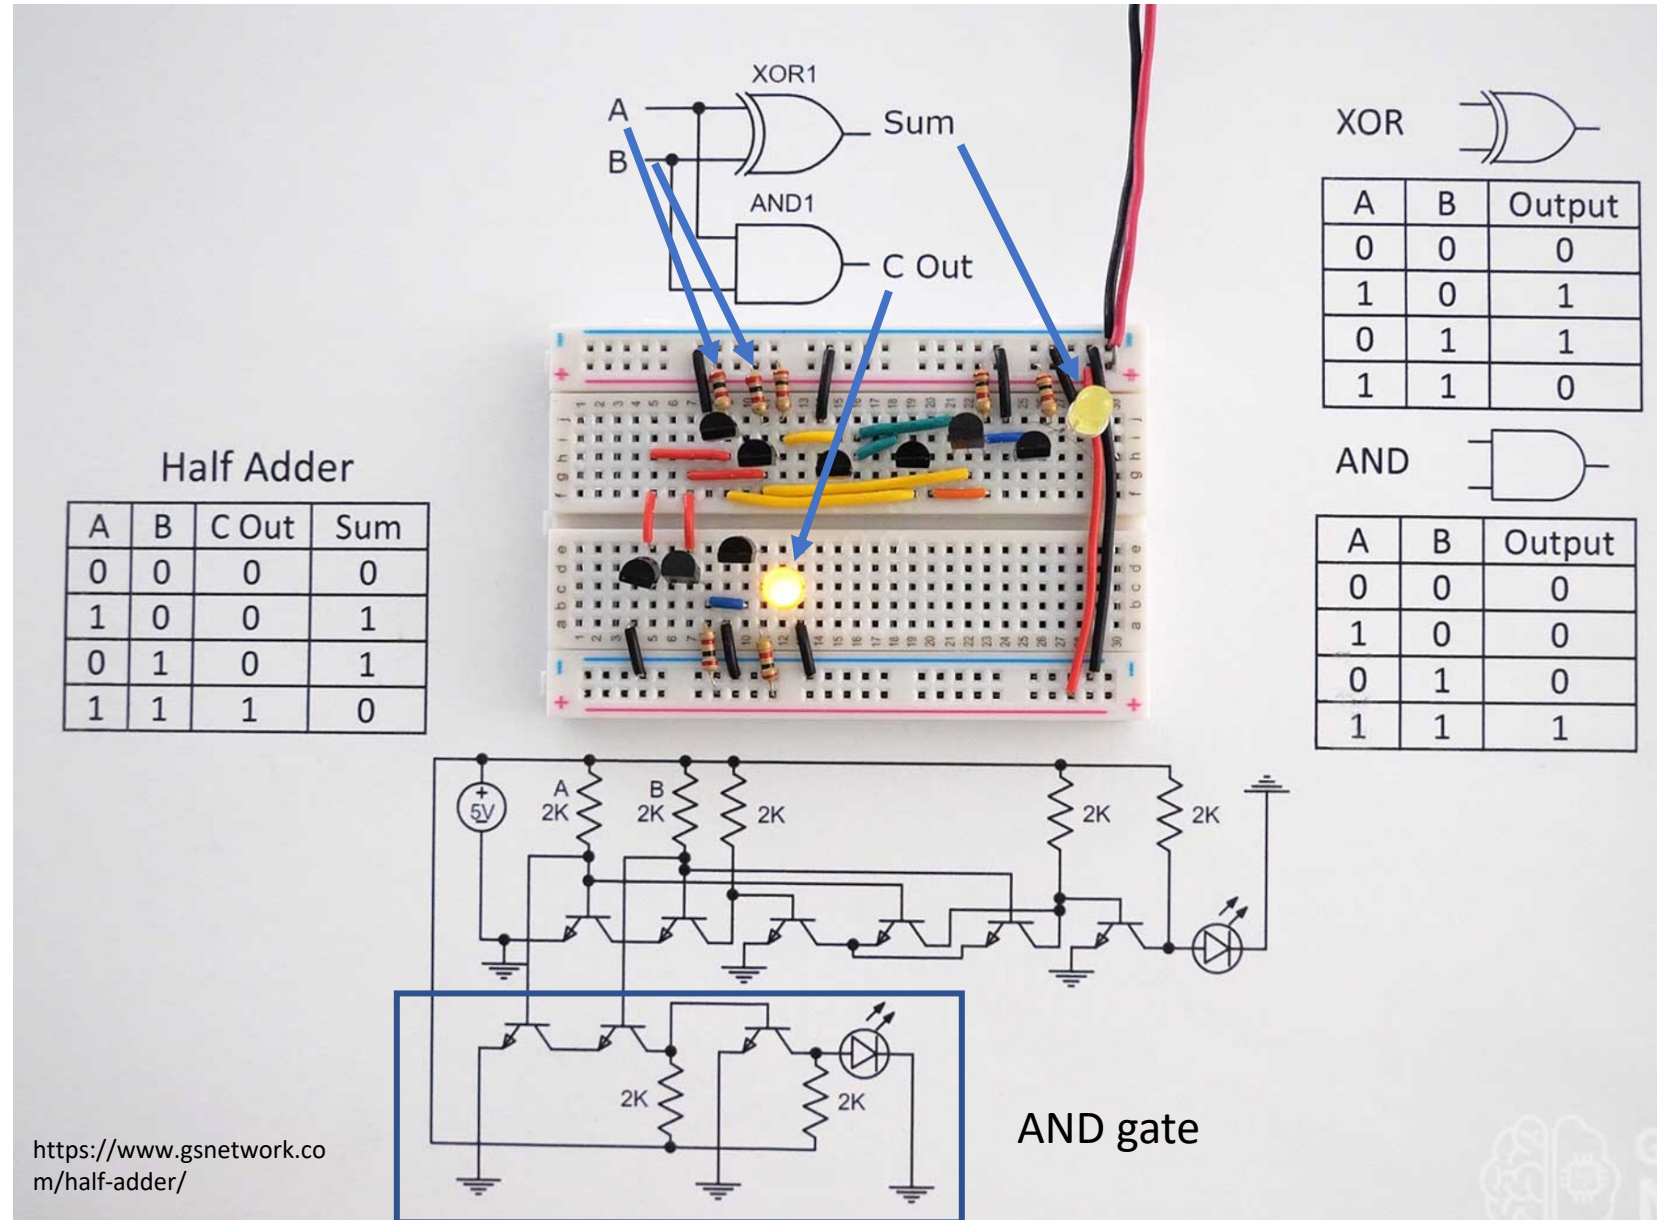 XOR1
A
Sum
B
AND1
C Out
XOR
A B Output
0 0 0
1 0 1
0 1 1
1 1 0
AND
A B Output
0 0 0
1 0 0
0 1 0
1 1 1
Half Adder
A B C Out Sum
0 0 0 0
1 0 0 1
0 1 0 1
1 1 1 0
5V
A
2K
B
2K
2K
2K
2K
2K
2K
AND gate
https://www.gsnetwork.co
m/half-adder/